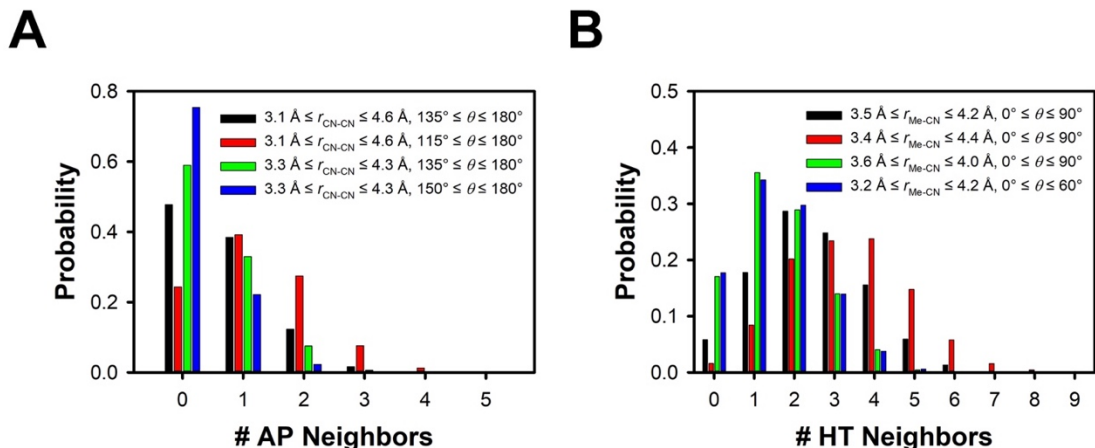 A
B
Probability
0.8
0.6
0.4
0.2
0.0
3.1 Å ≤ rCN-CN ≤ 4.6 Å, 135° ≤ θ ≤ 180°
3.1 Å ≤ rCN-CN ≤ 4.6 Å, 115° ≤ θ ≤ 180°
3.3 Å ≤ rCN-CN ≤ 4.3 Å, 135° ≤ θ ≤ 180°
3.3 Å ≤ rCN-CN ≤ 4.3 Å, 150° ≤ θ ≤ 180°
0 1 2 3 4 5
# AP Neighbors
Probability
0.5
0.4
0.3
0.2
0.1
0.0
3.5 Å ≤ rMe-CN ≤ 4.2 Å, 0° ≤ θ ≤ 90°
3.4 Å ≤ rMe-CN ≤ 4.4 Å, 0° ≤ θ ≤ 90°
3.6 Å ≤ rMe-CN ≤ 4.0 Å, 0° ≤ θ ≤ 90°
3.2 Å ≤ rMe-CN ≤ 4.2 Å, 0° ≤ θ ≤ 60°
0 1 2 3 4 5 6 7 8 9
# HT Neighbors